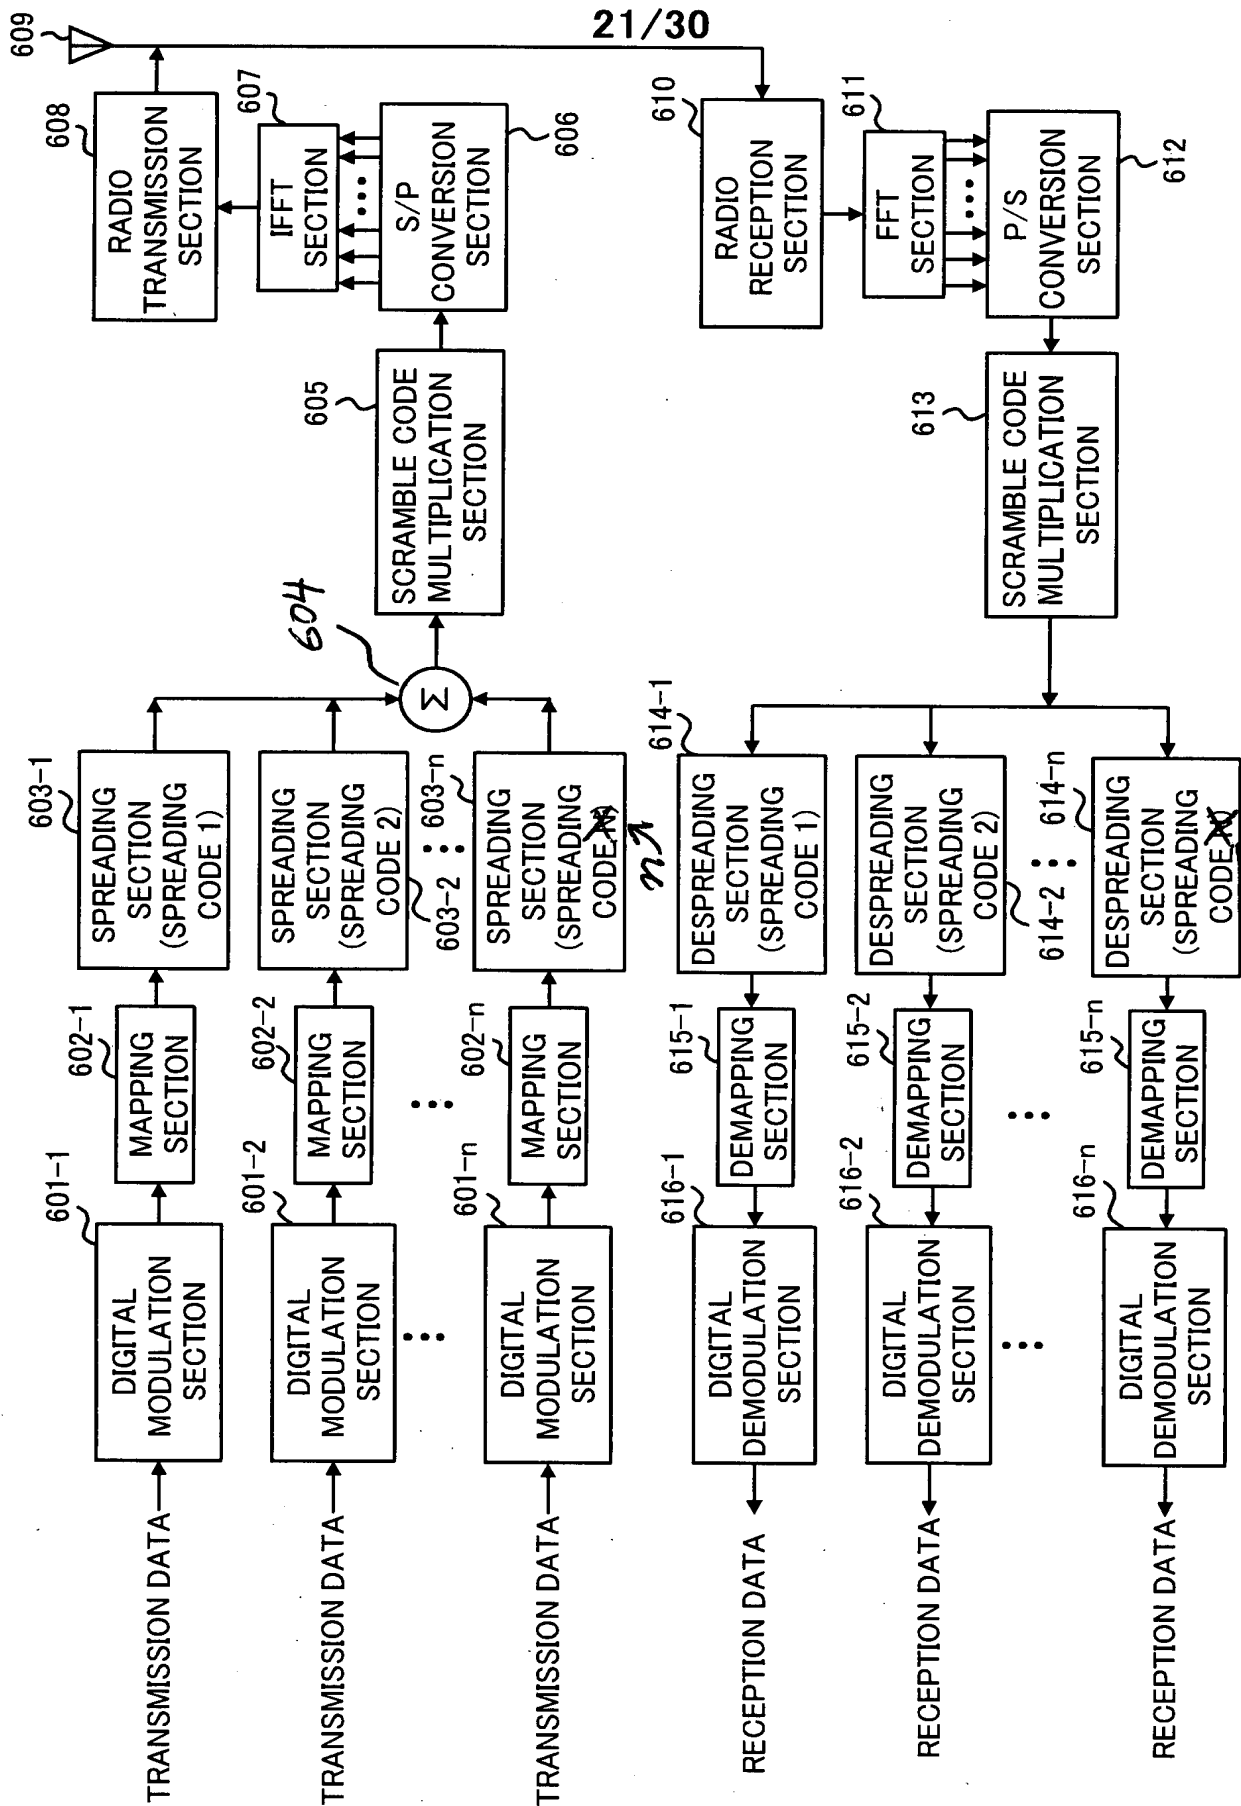 21/30
TRANSMISSION DATA
601-1
DIGITAL
MODULATION
SECTION
602-1
MAPPING
SECTION
603-1
SPREADING
SECTION
(SPREADING
CODE 1)
TRANSMISSION DATA
601-2
DIGITAL
MODULATION
SECTION
602-2
MAPPING
SECTION
SPREADING
SECTION
(SPREADING
CODE 2)
603-2
TRANSMISSION DATA
601-n
DIGITAL
MODULATION
SECTION
602-n
MAPPING
SECTION
603-n
SPREADING
SECTION
(SPREADING
CODE
n
604
Σ
605
SCRAMBLE CODE
MULTIPLICATION
SECTION
S/P
CONVERSION
SECTION
606
607
IFFT
SECTION
608
RADIO
TRANSMISSION
SECTION
609
610
RADIO
RECEPTION
SECTION
611
FFT
SECTION
P/S
CONVERSION
SECTION
612
613
SCRAMBLE CODE
MULTIPLICATION
SECTION
614-1
DESPREADING
SECTION
(SPREADING
CODE 1)
615-1
DEMAPPING
SECTION
616-1
DIGITAL
DEMODULATION
SECTION
RECEPTION DATA
DESPREADING
SECTION
(SPREADING
CODE 2)
614-2
615-2
DEMAPPING
SECTION
616-2
DIGITAL
DEMODULATION
SECTION
RECEPTION DATA
614-n
DESPREADING
SECTION
(SPREADING
CODE
615-n
DEMAPPING
SECTION
616-n
DIGITAL
DEMODULATION
SECTION
RECEPTION DATA